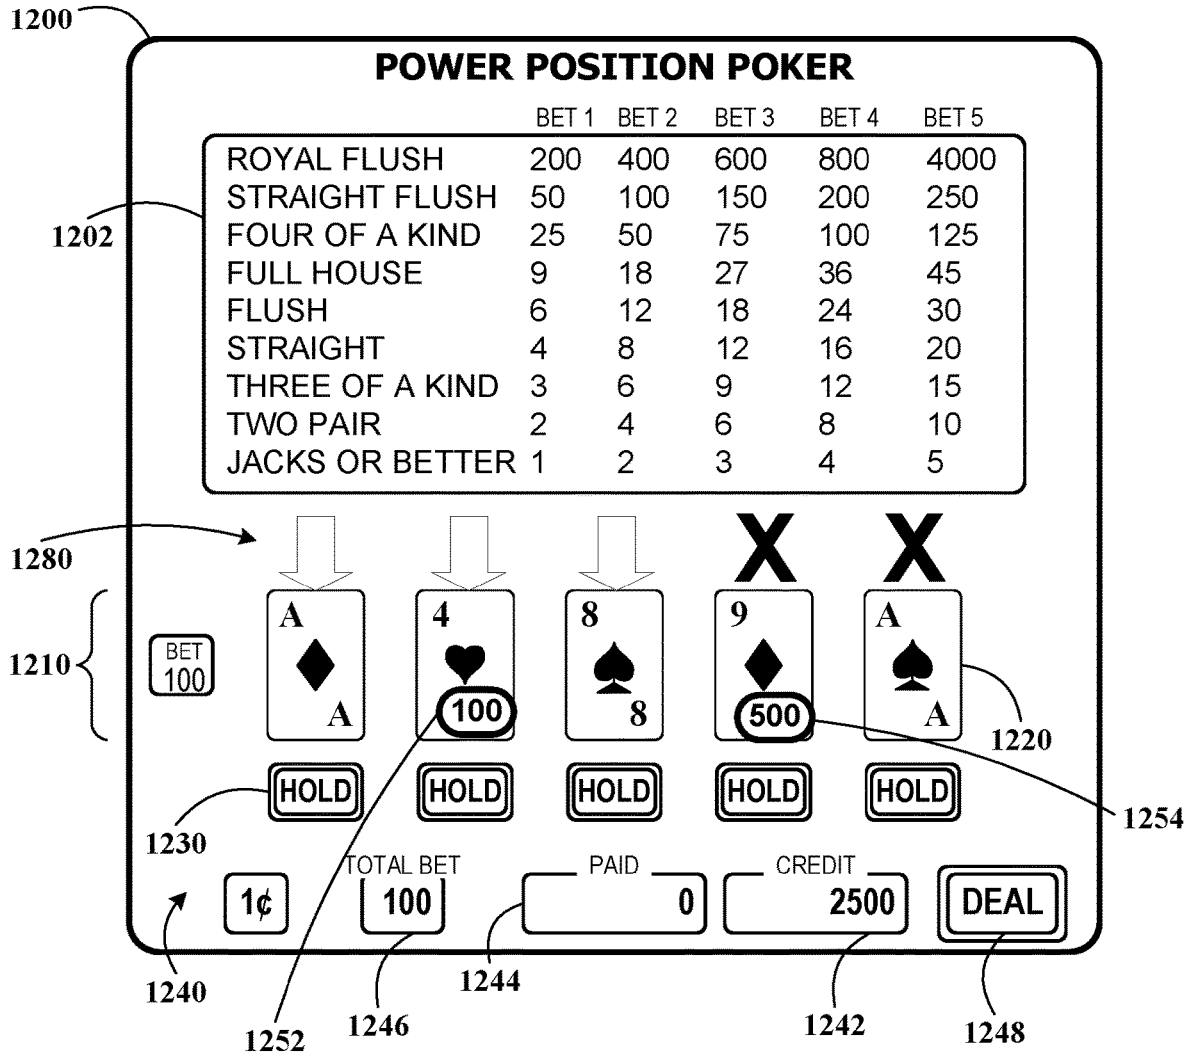 1200
POWER POSITION POKER
BET 1 BET 2 BET 3 BET 4 BET 5
ROYAL FLUSH 200 400 600 800 4000
STRAIGHT FLUSH 50 100 150 200 250
1202
FOUR OF A KIND 25 50 75 100 125
FULL HOUSE 9 18 27 36 45
FLUSH 6 12 18 24 30
STRAIGHT 4 8 12 16 20
THREE OF A KIND 3 6 9 12 15
TWO PAIR 2 4 6 8 10
JACKS OR BETTER 1 2 3 4 5
1280
X X
A 4 8 9 A
1210
BET
100
A 100 8 500 A
1220
HOLD HOLD HOLD HOLD HOLD
1254
1230
TOTAL BET PAID CREDIT
1¢ 100 0 2500 DEAL
1240 1244
1252 1246 1242 1248